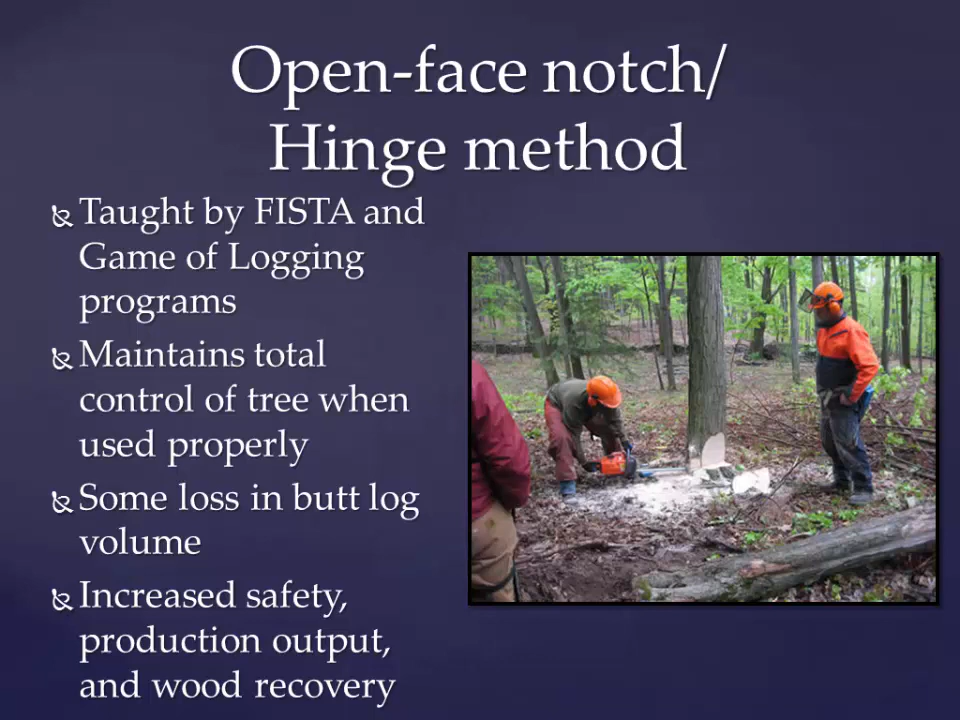 Open-face notch/
Hinge method
Taught by FISTA and
Game of Logging
programs
Maintains total
control of tree when
used properly
Some loss in butt log
volume
Increased safety,
production output,
and wood recovery